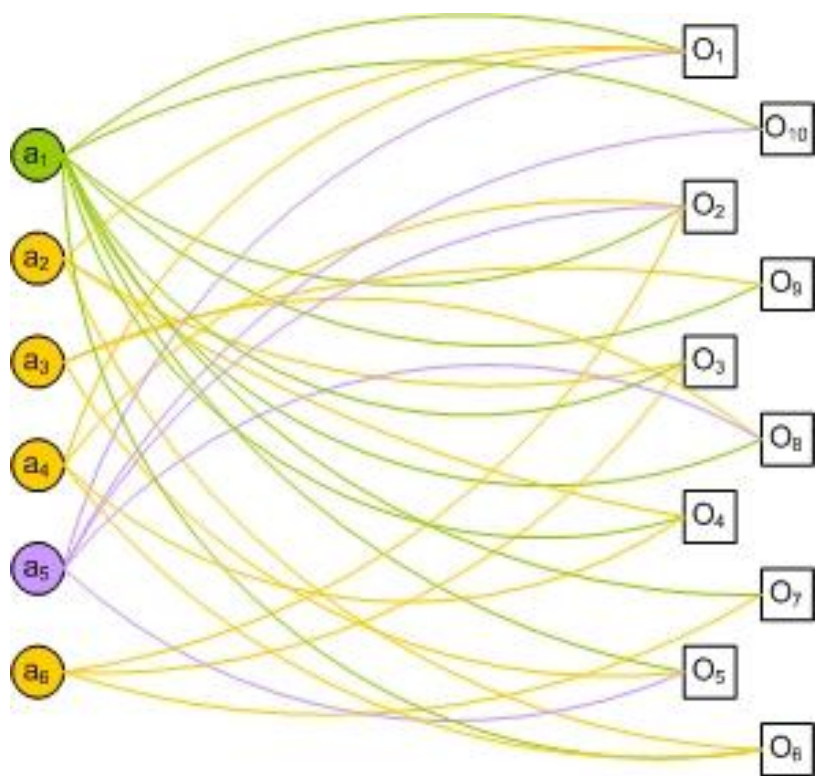 O₁
O₁₀
a₁
O₂
a₂
O₉
a₃
O₃
O₈
a₄
O₄
a₅
O₇
a₆
O₅
O₆